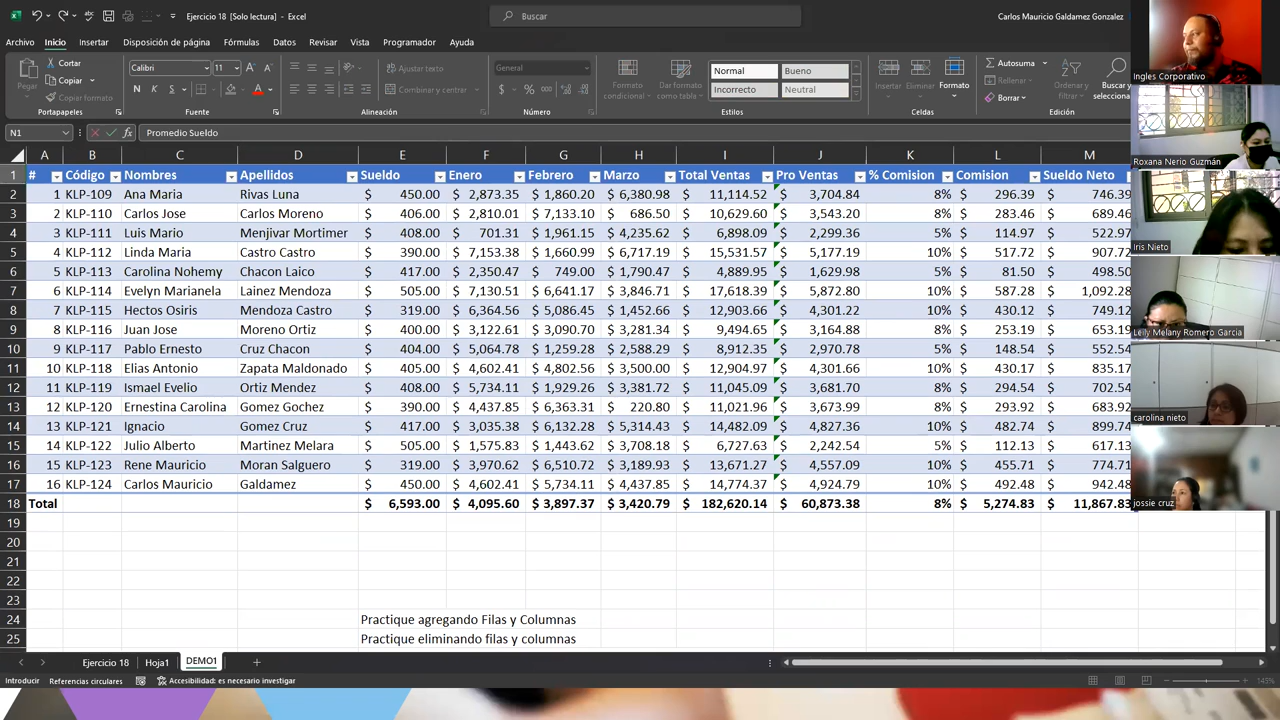 Ejercicio 18 [Solo lectura] - Excel
Buscar
Carlos Mauricio Galdamez Gonzalez
Archivo Inicio Insertar Disposición de página Fórmulas Datos Revisar Vista Programador Ayuda
Pegar
Cortar
Copiar
Copiar formato
Portapapeles
Calibri 11
N K S
Fuente
Ajustar texto
Combinar y centrar
Alineación
General
$ % 000
Número
Formato condicional
Dar formato como tabla
Normal Bueno
Incorrecto Neutral
Estilos
Insertar Eliminar Formato
Celdas
Autosuma
Rellenar
Borrar
Ordenar y filtrar
Buscar y selecciona
Edición
N1 fx Promedio Sueldo
A B C D E F G H I J K L M
1 # Código Nombres Apellidos Sueldo Enero Febrero Marzo Total Ventas Pro Ventas % Comision Comision Sueldo Neto
2 1 KLP-109 Ana Maria Rivas Luna $ 450.00 $ 2,873.34 $ 1,860.20 $ 6,380.98 $ 11,114.52 $ 3,704.84 8% $ 296.39 $ 746.39
3 2 KLP-110 Carlos Jose Carlos Moreno $ 406.00 $ 2,810.01 $ 7,133.10 $ 686.50 $ 10,629.60 $ 3,543.20 8% $ 283.46 $ 689.46
4 3 KLP-111 Luis Mario Menjivar Mortimer $ 408.00 $ 701.31 $ 1,961.15 $ 4,235.62 $ 6,898.09 $ 2,299.36 5% $ 114.97 $ 522.97
5 4 KLP-112 Linda Maria Castro Castro $ 390.00 $ 7,153.38 $ 1,660.99 $ 6,717.19 $ 15,531.57 $ 5,177.19 10% $ 517.72 $ 907.72
6 5 KLP-113 Carolina Nohemy Chacon Laico $ 417.00 $ 2,350.47 $ 749.00 $ 1,790.47 $ 4,889.95 $ 1,629.98 5% $ 81.50 $ 498.50
7 6 KLP-114 Evelyn Marianela Lainez Mendoza $ 505.00 $ 7,130.51 $ 6,641.17 $ 3,846.71 $ 17,618.39 $ 5,872.80 10% $ 587.28 $ 1,092.28
8 7 KLP-115 Hectos Osiris Mendoza Castro $ 319.00 $ 6,364.56 $ 5,086.45 $ 1,452.66 $ 12,903.66 $ 4,301.22 10% $ 430.12 $ 749.12
9 8 KLP-116 Juan Jose Moreno Ortiz $ 400.00 $ 3,122.61 $ 3,090.70 $ 3,281.34 $ 9,494.65 $ 3,164.88 8% $ 253.19 $ 653.19
10 9 KLP-117 Pablo Ernesto Cruz Chacon $ 404.00 $ 5,064.78 $ 1,259.28 $ 2,588.29 $ 8,912.35 $ 2,970.78 5% $ 148.54 $ 552.54
11 10 KLP-118 Elias Antonio Zapata Maldonado $ 405.00 $ 4,602.41 $ 4,802.56 $ 3,500.00 $ 12,904.97 $ 4,301.66 10% $ 430.17 $ 835.17
12 11 KLP-119 Ismael Evelio Ortiz Mendez $ 408.00 $ 5,734.11 $ 1,929.26 $ 3,381.72 $ 11,045.09 $ 3,681.70 8% $ 294.54 $ 702.54
13 12 KLP-120 Ernestina Carolina Gomez Gochez $ 390.00 $ 4,437.85 $ 6,363.31 $ 220.80 $ 11,021.96 $ 3,673.99 8% $ 293.92 $ 683.92
14 13 KLP-121 Ignacio Gomez Cruz $ 417.00 $ 3,035.38 $ 6,132.28 $ 5,314.43 $ 14,482.09 $ 4,827.36 10% $ 482.74 $ 899.74
15 14 KLP-122 Julio Alberto Martinez Melara $ 505.00 $ 1,575.83 $ 1,443.62 $ 3,708.18 $ 6,727.63 $ 2,242.54 5% $ 112.13 $ 617.13
16 15 KLP-123 Rene Mauricio Moran Salguero $ 319.00 $ 3,970.62 $ 6,510.72 $ 3,189.93 $ 13,671.27 $ 4,557.09 10% $ 455.71 $ 774.71
17 16 KLP-124 Carlos Mauricio Galdamez $ 450.00 $ 4,602.41 $ 5,734.11 $ 4,437.85 $ 14,774.37 $ 4,924.79 10% $ 492.48 $ 942.48
18 Total $ 6,593.00 $ 4,095.60 $ 3,897.37 $ 3,420.79 $ 182,620.14 $ 60,873.38 8% $ 5,274.83 $ 11,867.83
19
20
21
22
23
24 Practique agregando Filas y Columnas
25 Practique eliminando filas y columnas
Ejercicio 18 Hoja1 DEMO1
Introducir Referencias circulares Accesibilidad: es necesario investigar 145%
Ingles Corporativo
Roxana Nerio Guzmán
Iris Nieto
Leily Melany Romero Garcia
carolina nieto
jossie cruz